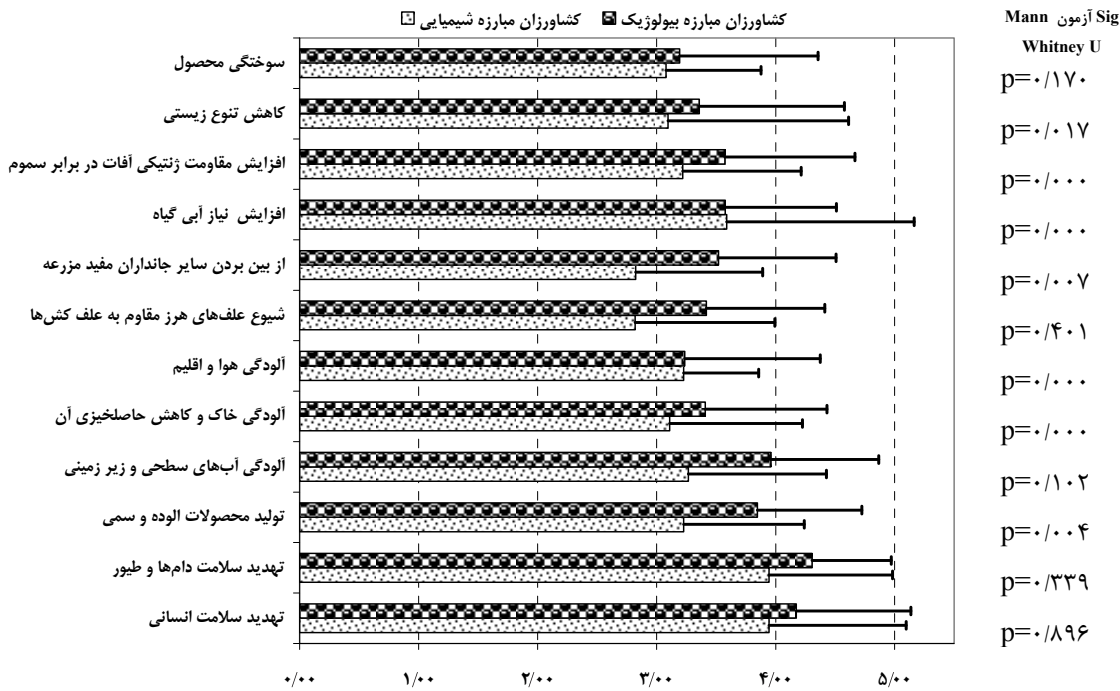 کشاورزان مبارزه بیولوژیک
کشاورزان مبارزه شیمیایی
Sig آزمون Mann
Whitney U
سوختگی محصول
p=۰/۱۷۰
کاهش تنوع زیستی
p=۰/۰۱۷
افزایش مقاومت ژنتیکی آفات در برابر سموم
p=۰/۰۰۰
افزایش نیاز آبی گیاه
p=۰/۰۰۰
از بین بردن سایر جانداران مفید مزرعه
p=۰/۰۰۷
شیوع علف‌های هرز مقاوم به علف کش‌ها
p=۰/۴۰۱
آلودگی هوا و اقلیم
p=۰/۰۰۰
آلودگی خاک و کاهش حاصلخیزی آن
p=۰/۰۰۰
آلودگی آب‌های سطحی و زیر زمینی
p=۰/۱۰۲
تولید محصولات الوده و سمی
p=۰/۰۰۴
تهدید سلامت دام‌ها و طیور
p=۰/۳۳۹
تهدید سلامت انسانی
p=۰/۸۹۶
۰/۰۰ ۱/۰۰ ۲/۰۰ ۳/۰۰ ۴/۰۰ ۵/۰۰